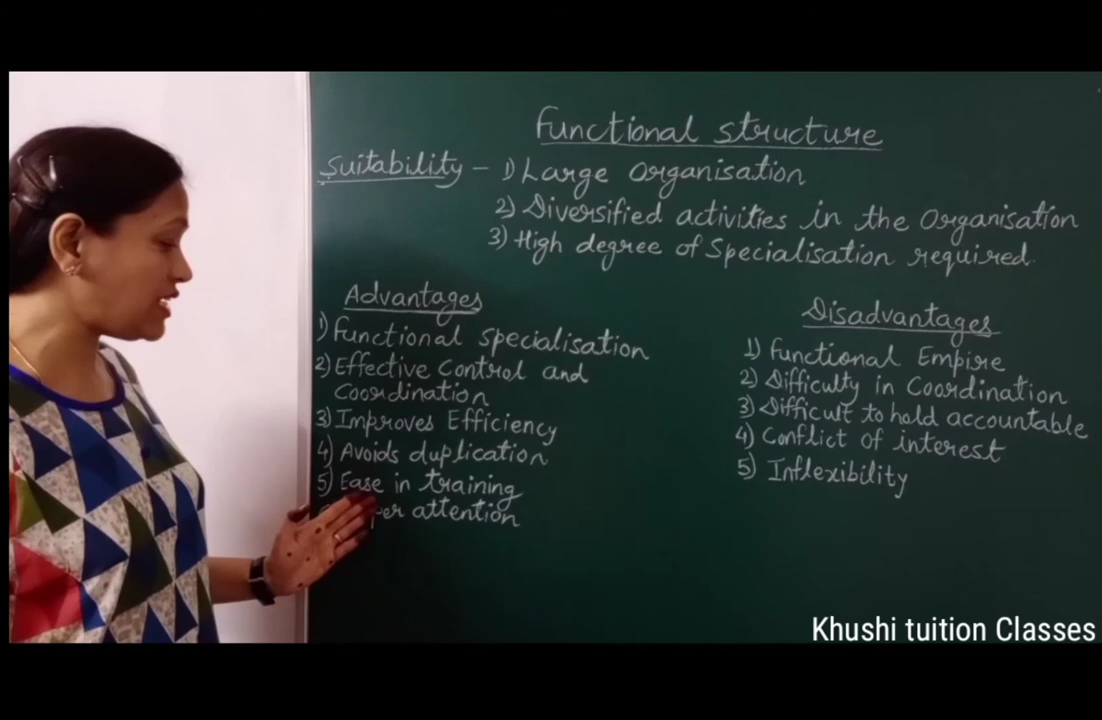 Functional structure
Suitability - 1) Large Organisation
2) Diversified activities in the Organisation
3) High degree of Specialisation required.
Advantages
1) Functional specialisation
2) Effective Control and
Coordination
3) Improves Efficiency
4) Avoids duplication
5) Ease in training
attention
Disadvantages
1) Functional Empire
2) Difficulty in Coordination
3) Difficult to hold accountable
4) Conflict of interest
5) Inflexibility
Khushi tuition Classes